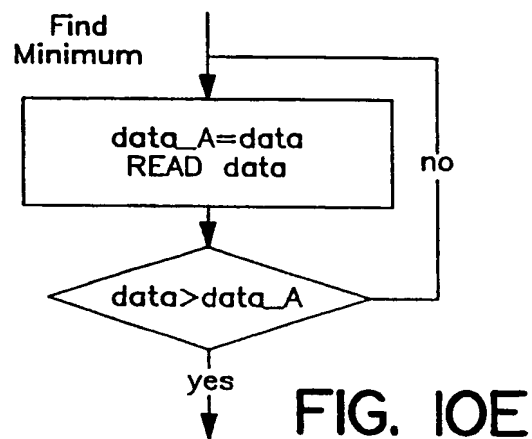 Find
Minimum
data_A=data
READ data
no
data>data_A
yes
FIG. 10E